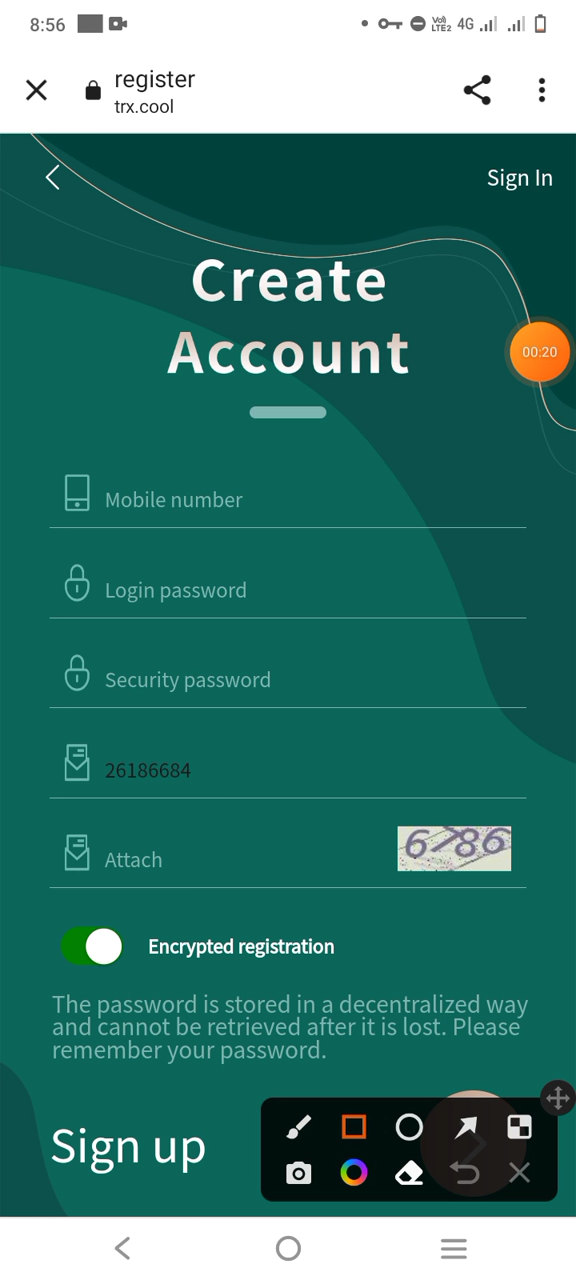 8:56
Vo)) LTE2 4G
register
trx.cool
Sign In
Create
Account
00:20
Mobile number
Login password
Security password
26186684
Attach
6786
Encrypted registration
The password is stored in a decentralized way
and cannot be retrieved after it is lost. Please
remember your password.
Sign up